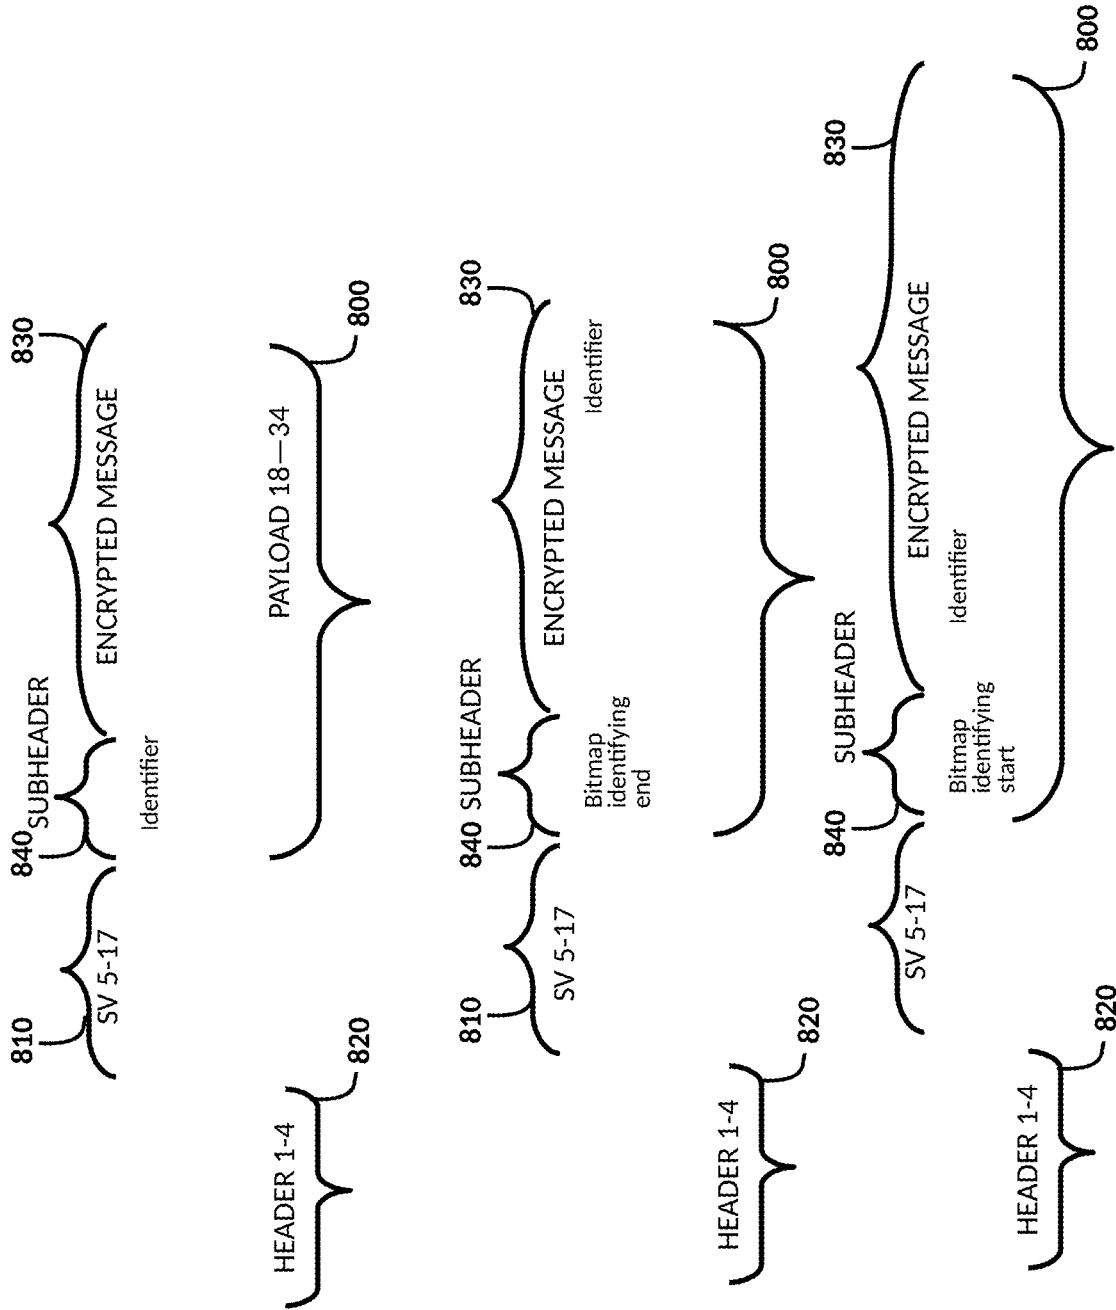 840
810
830
SUBHEADER
SV 5-17
ENCRYPTED MESSAGE
Identifier
HEADER 1-4
PAYLOAD 18—34
820
800
840
810
830
SUBHEADER
SV 5-17
ENCRYPTED MESSAGE
Bitmap
identifying
end
Identifier
HEADER 1-4
820
800
840
830
SUBHEADER
SV 5-17
ENCRYPTED MESSAGE
Bitmap
identifying
start
Identifier
HEADER 1-4
820
800